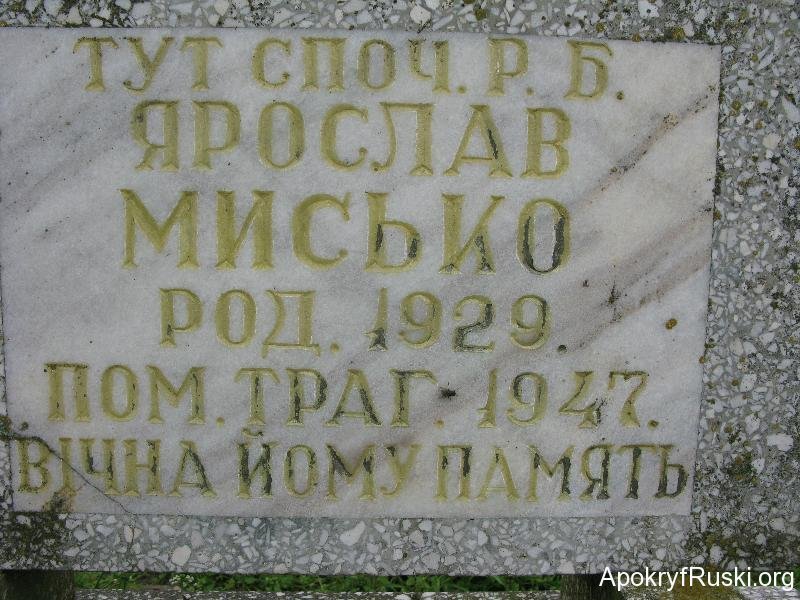 ТУТ СПОЧ. Р. Б.
ЯРОСЛАВ
МИСЬКО
РОД. 1929.
ПОМ. ТРАГ. 1947.
ВІЧНА ЙОМУ ПАМЯТЬ
ApokryfRuski.org